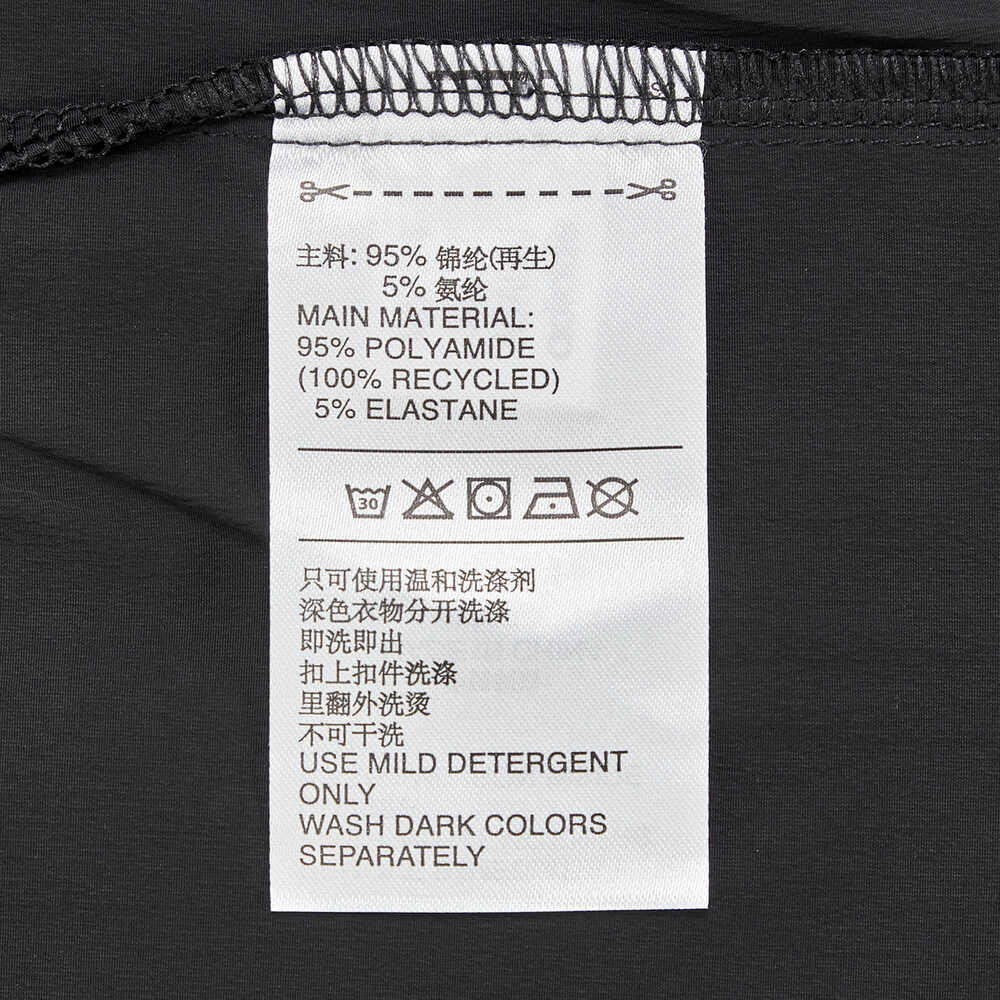 主料: 95% 锦纶(再生)
5% 氨纶
MAIN MATERIAL:
95% POLYAMIDE
(100% RECYCLED)
5% ELASTANE
30
只可使用温和洗涤剂
深色衣物分开洗涤
即洗即出
扣上扣件洗涤
里翻外洗烫
不可干洗
USE MILD DETERGENT
ONLY
WASH DARK COLORS
SEPARATELY